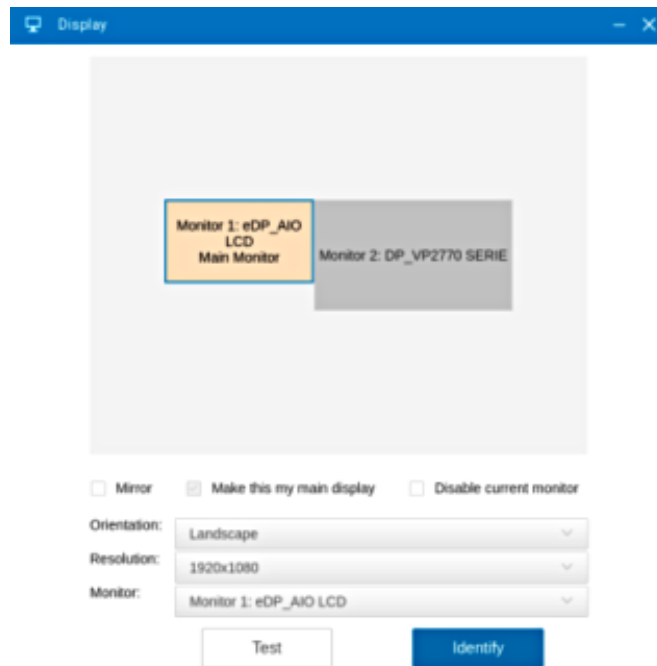 Display
Monitor 1: eDP_AIO
LCD
Main Monitor
Monitor 2: DP_VP2770 SERIE
Mirror
Make this my main display
Disable current monitor
Orientation:
Landscape
Resolution:
1920x1080
Monitor:
Monitor 1: eDP_AIO LCD
Test
Identify